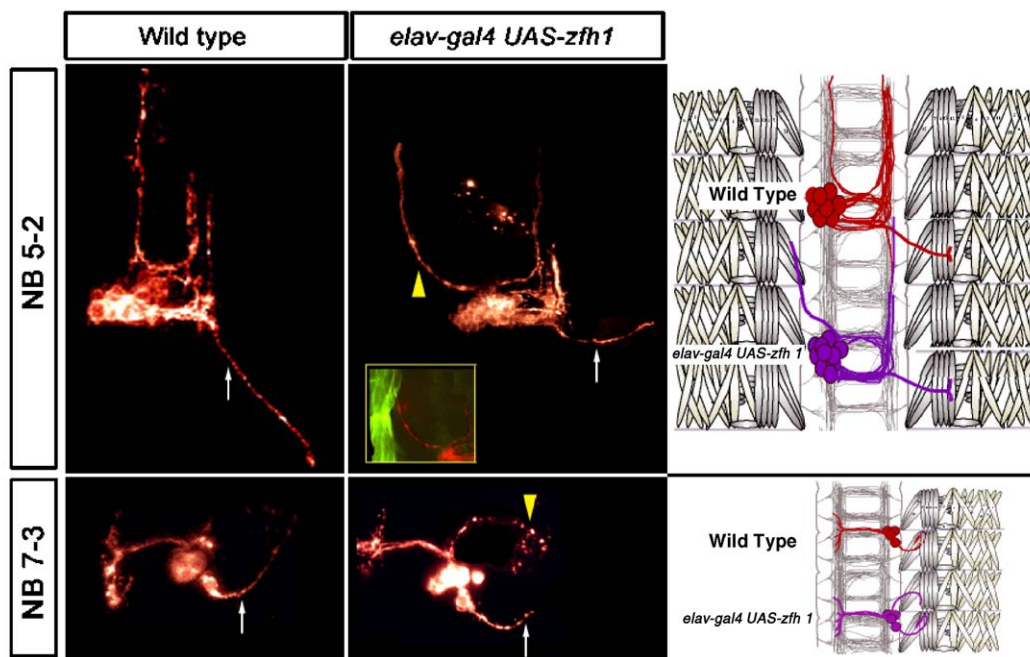 Wild type
elav-gal4 UAS-zfh1
NB 5-2
Wild Type
elav-gal4 UAS-zfh 1
NB 7-3
Wild Type
elav-gal4 UAS-zfh 1